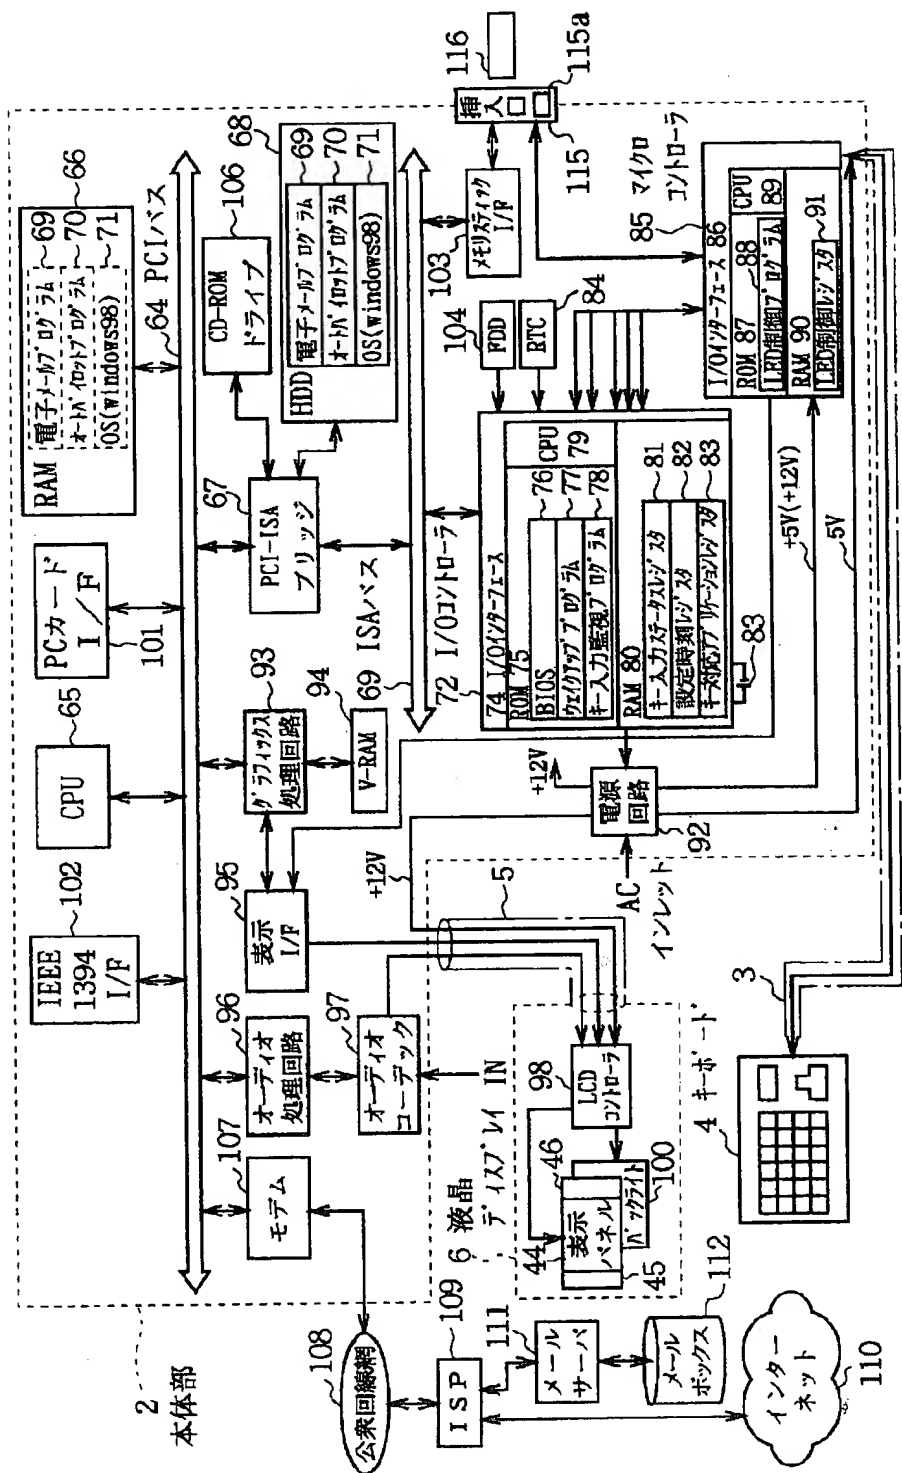 2
本体部
IEEE
1394
I/F
102
CPU
65
PCカード
I/F
101
RAM
66
電子メールプログラム
69
オートパイロットプログラム
70
OS(windows98)
71
64 PCIバス
107
モデム
96
オーディオ
処理回路
97
オーディオ
コーデック
IN
95
表示
I/F
93
グラフィックス
処理回路
94
V-RAM
67
PCI-ISA
ブリッジ
CD-ROM
ドライブ
106
68
HDD
電子メールプログラム
69
オートパイロットプログラム
70
OS(windows98)
71
69 ISAバス
72 I/Oコントローラ
74 I/Oインターフェース
ROM 75
BIOS
76
ウェイクアッププログラム
77
キー入力監視プログラム
78
CPU
79
RAM 80
キー入力ステータスレジスタ
81
設定時刻レジスタ
82
キー対応アプリケーションレジスタ
83
83
104
FDD
RTC
84
103
メモリスティック
I/F
挿入口
115
115a
116
85 マイクロ
コントローラ
I/Oインターフェース 86
ROM 87
88
LED制御プログラム
CPU
89
RAM 90
LED制御レジスタ
91
+12V
+12V
電源
回路
92
AC
インレット
+5V(+12V)
5V
5
6 液晶
ディスプレイ
98
LCD
コントローラ
44
表示
パネル
46
45
バックライト
100
3
4 キーボード
108
公衆回線網
109
ISP
111
メール
サーバ
112
メール
ボックス
インター
ネット
110